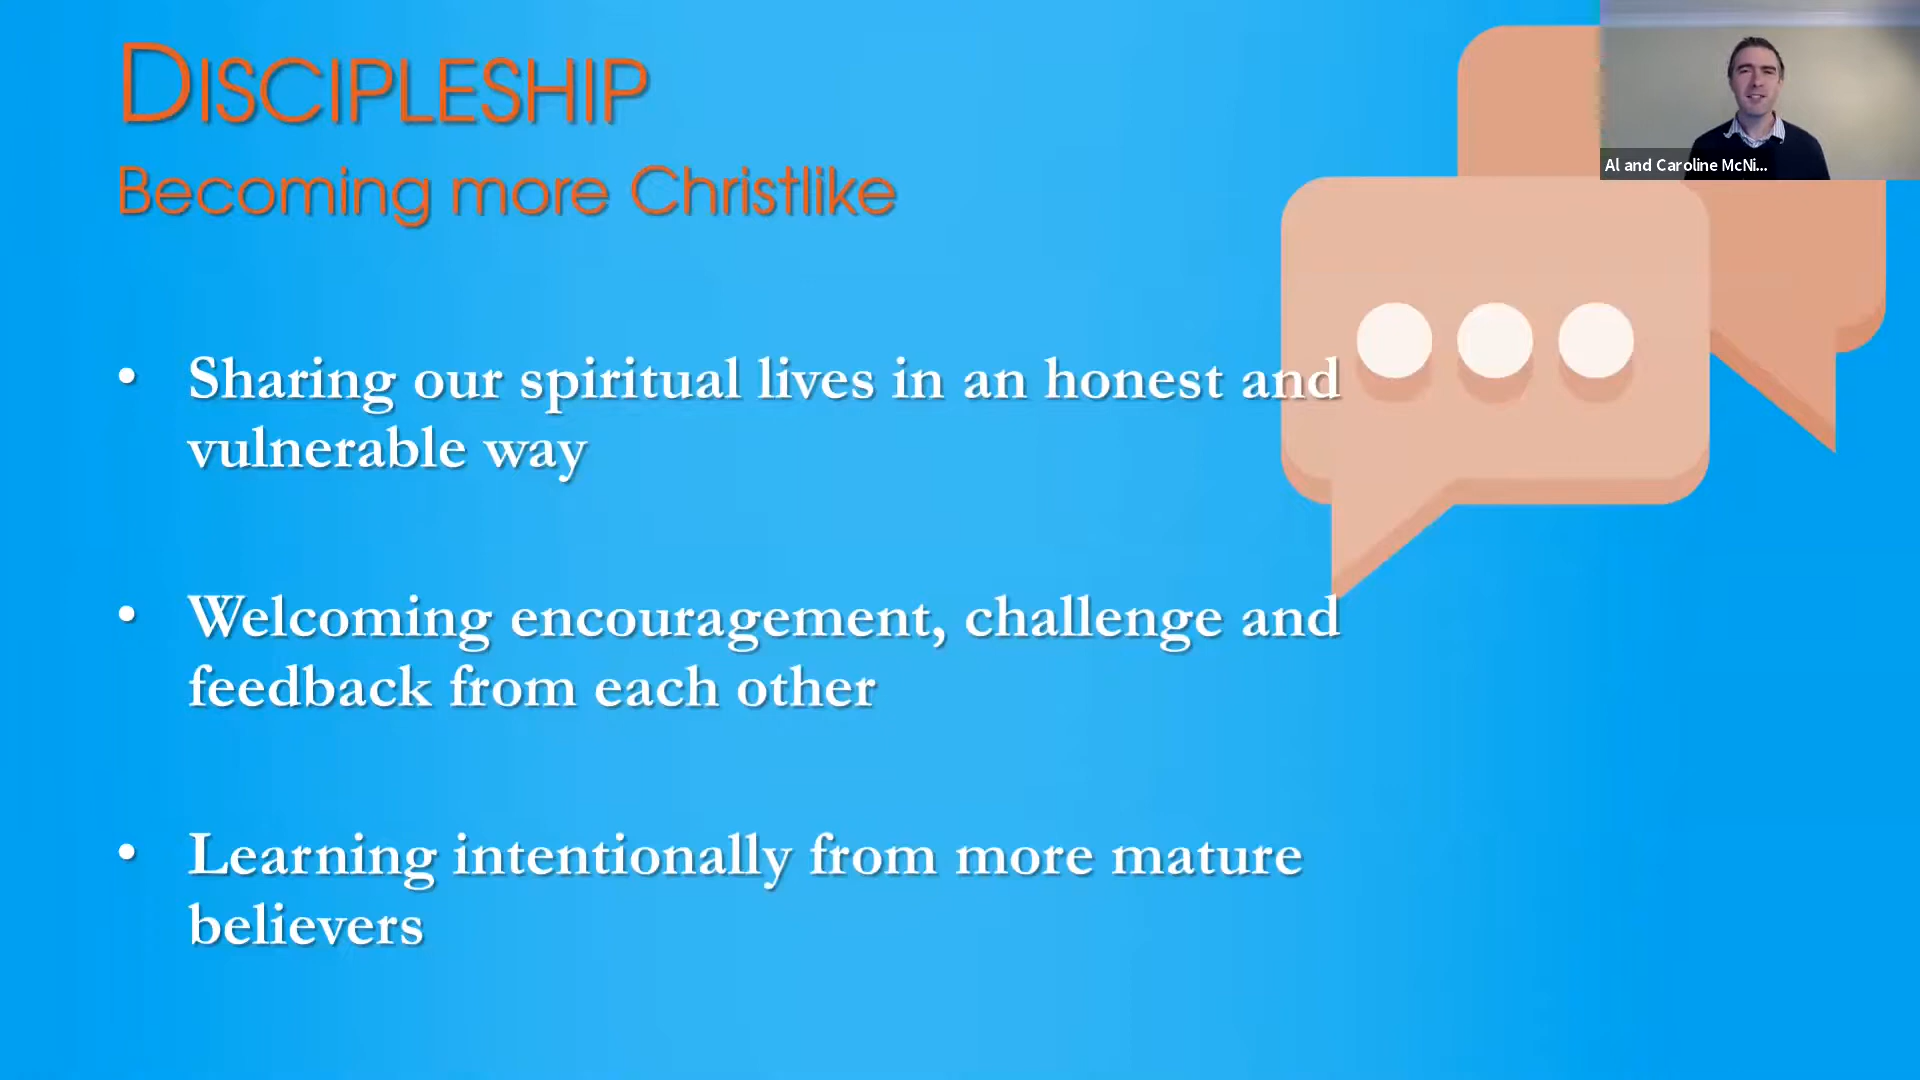 DISCIPLESHIP
Becoming more Christlike
Al and Caroline McNi...
• Sharing our spiritual lives in an honest and
vulnerable way
• Welcoming encouragement, challenge and
feedback from each other
• Learning intentionally from more mature
believers